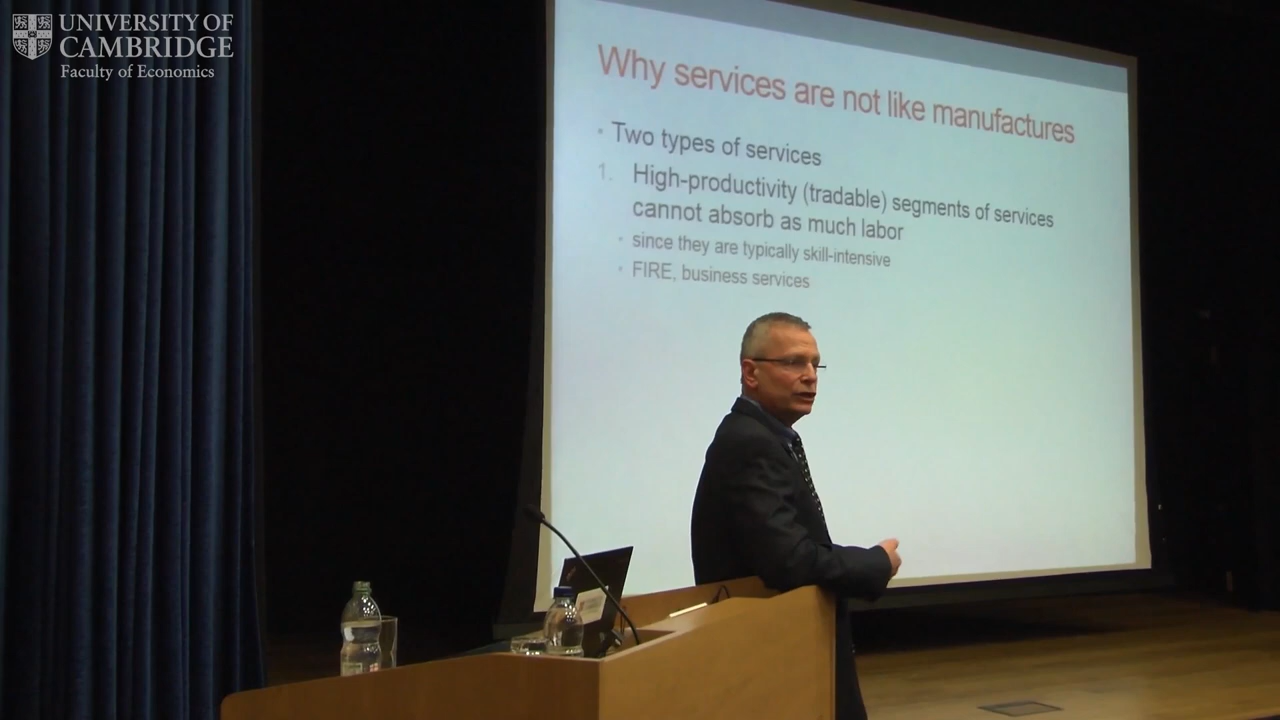 UNIVERSITY OF
CAMBRIDGE
Faculty of Economics
Why services are not like manufactures
• Two types of services
1. High-productivity (tradable) segments of services
cannot absorb as much labor
• since they are typically skill-intensive
• FIRE, business services